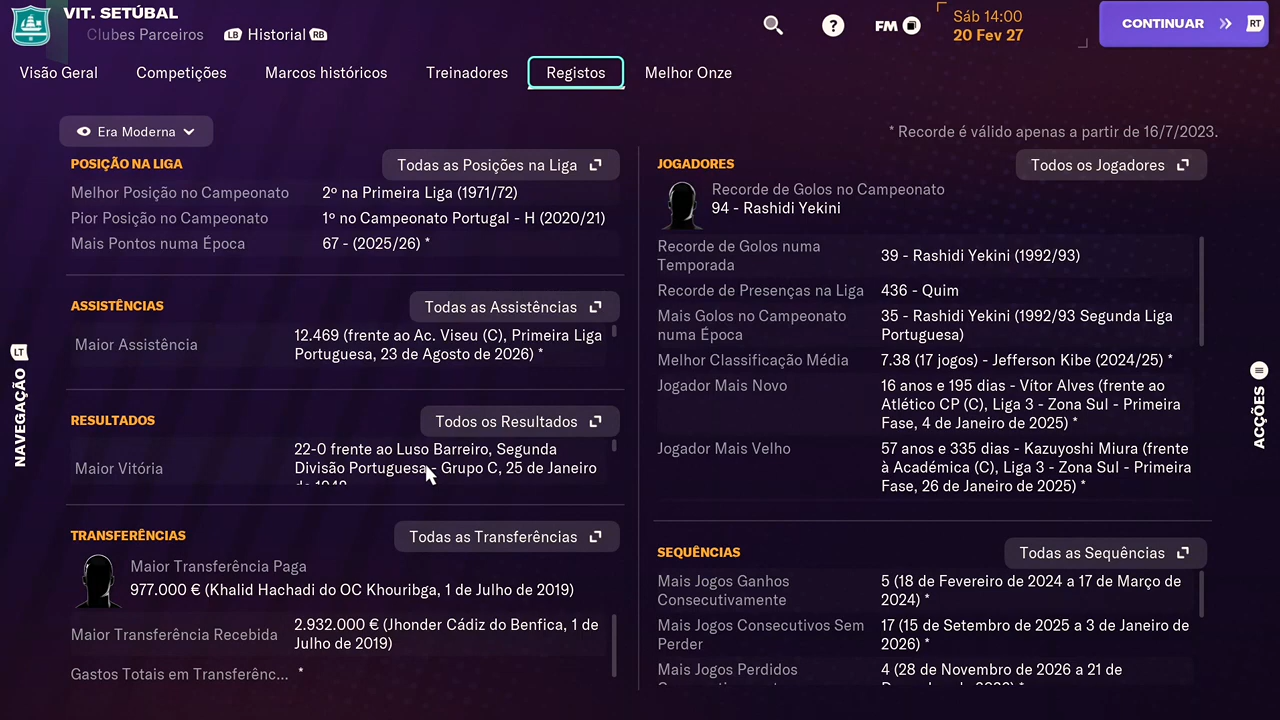 VIT. SETÚBAL
Clubes Parceiros
LB Historial RB
?
FM
Sáb 14:00
20 Fev 27
CONTINUAR
RT
Visão Geral
Competições
Marcos históricos
Treinadores
Registos
Melhor Onze
Era Moderna
* Recorde é válido apenas a partir de 16/7/2023.
POSIÇÃO NA LIGA
Todas as Posições na Liga
Melhor Posição no Campeonato
2º na Primeira Liga (1971/72)
Pior Posição no Campeonato
1º no Campeonato Portugal - H (2020/21)
Mais Pontos numa Época
67 - (2025/26) *
ASSISTÊNCIAS
Todas as Assistências
Maior Assistência
12.469 (frente ao Ac. Viseu (C), Primeira Liga
Portuguesa, 23 de Agosto de 2026) *
RESULTADOS
Todos os Resultados
Maior Vitória
22-0 frente ao Luso Barreiro, Segunda
Divisão Portuguesa - Grupo C, 25 de Janeiro
TRANSFERÊNCIAS
Todas as Transferências
Maior Transferência Paga
977.000 € (Khalid Hachadi do OC Khouribga, 1 de Julho de 2019)
Maior Transferência Recebida
2.932.000 € (Jhonder Cádiz do Benfica, 1 de
Julho de 2019)
Gastos Totais em Transferênc...
*
JOGADORES
Todos os Jogadores
Recorde de Golos no Campeonato
94 - Rashidi Yekini
Recorde de Golos numa
Temporada
39 - Rashidi Yekini (1992/93)
Recorde de Presenças na Liga
436 - Quim
Mais Golos no Campeonato
numa Época
35 - Rashidi Yekini (1992/93 Segunda Liga
Portuguesa)
Melhor Classificação Média
7.38 (17 jogos) - Jefferson Kibe (2024/25) *
Jogador Mais Novo
16 anos e 195 dias - Vítor Alves (frente ao
Atlético CP (C), Liga 3 - Zona Sul - Primeira
Fase, 4 de Janeiro de 2025) *
Jogador Mais Velho
57 anos e 335 dias - Kazuyoshi Miura (frente
à Académica (C), Liga 3 - Zona Sul - Primeira
Fase, 26 de Janeiro de 2025) *
SEQUÊNCIAS
Todas as Sequências
Mais Jogos Ganhos
Consecutivamente
5 (18 de Fevereiro de 2024 a 17 de Março de
2024) *
Mais Jogos Consecutivos Sem
Perder
17 (15 de Setembro de 2025 a 3 de Janeiro de
2026) *
Mais Jogos Perdidos
4 (28 de Novembro de 2026 a 21 de
LT
NAVEGAÇÃO
ACÇÕES